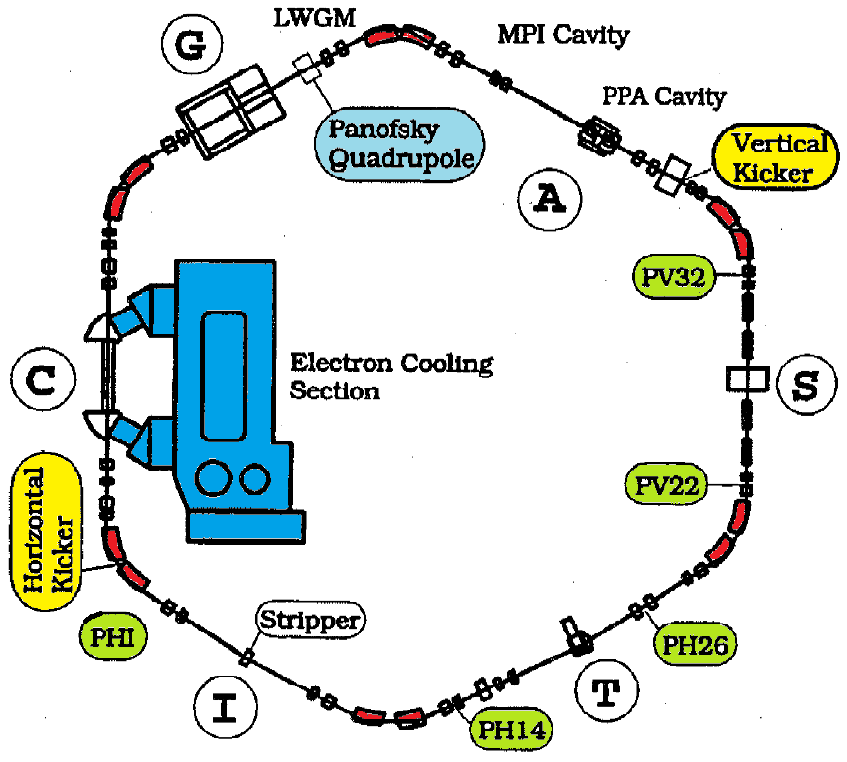 LWGM
G
MPI Cavity
PPA Cavity
Panofsky
Quadrupole
Vertical
Kicker
A
PV32
Electron Cooling
Section
C
S
Horizontal
Kicker
PV22
Stripper
PHI
PH26
I
T
PH14